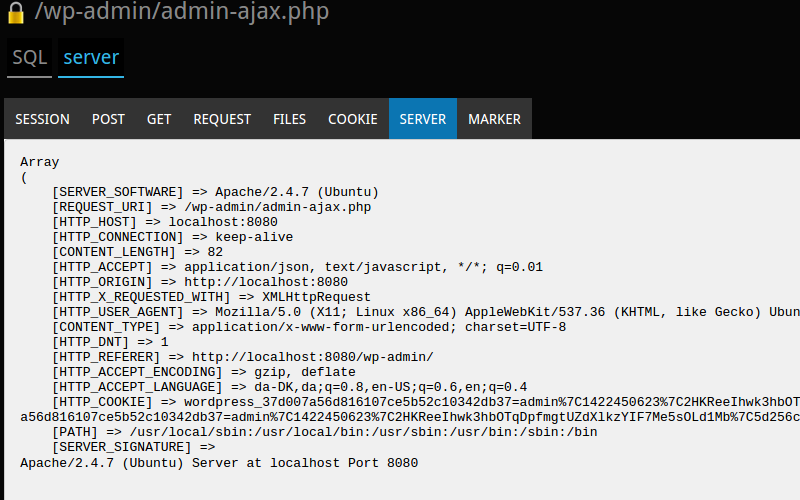 /wp-admin/admin-ajax.php
SQL server
SESSION POST GET REQUEST FILES COOKIE SERVER MARKER
Array
(
[SERVER_SOFTWARE] => Apache/2.4.7 (Ubuntu)
[REQUEST_URI] => /wp-admin/admin-ajax.php
[HTTP_HOST] => localhost:8080
[HTTP_CONNECTION] => keep-alive
[CONTENT_LENGTH] => 82
[HTTP_ACCEPT] => application/json, text/javascript, */*; q=0.01
[HTTP_ORIGIN] => http://localhost:8080
[HTTP_X_REQUESTED_WITH] => XMLHttpRequest
[HTTP_USER_AGENT] => Mozilla/5.0 (X11; Linux x86_64) AppleWebKit/537.36 (KHTML, like Gecko) Ubun
[CONTENT_TYPE] => application/x-www-form-urlencoded; charset=UTF-8
[HTTP_DNT] => 1
[HTTP_REFERER] => http://localhost:8080/wp-admin/
[HTTP_ACCEPT_ENCODING] => gzip, deflate
[HTTP_ACCEPT_LANGUAGE] => da-DK,da;q=0.8,en-US;q=0.6,en;q=0.4
[HTTP_COOKIE] => wordpress_37d007a56d816107ce5b52c10342db37=admin%7C1422450623%7C2HKReeIhwk3hbOT
a56d816107ce5b52c10342db37=admin%7C1422450623%7C2HKReeIhwk3hbOTqDpfmgtUZdXlkzYIF7Me5sOLd1Mb%7C5d256c
[PATH] => /usr/local/sbin:/usr/local/bin:/usr/sbin:/usr/bin:/sbin:/bin
[SERVER_SIGNATURE] =>
Apache/2.4.7 (Ubuntu) Server at localhost Port 8080